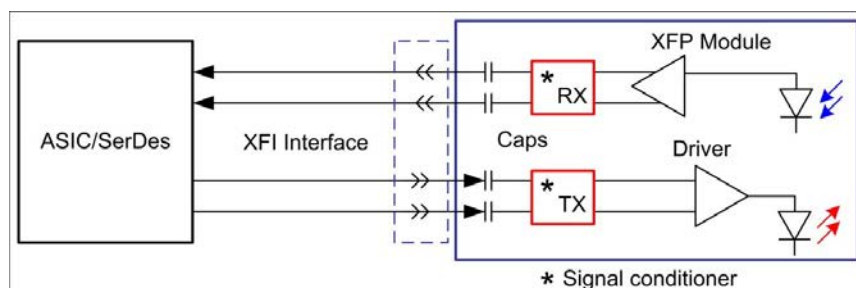 XFP Module
* RX
ASIC/SerDes
XFI Interface
Caps
Driver
* TX
* Signal conditioner